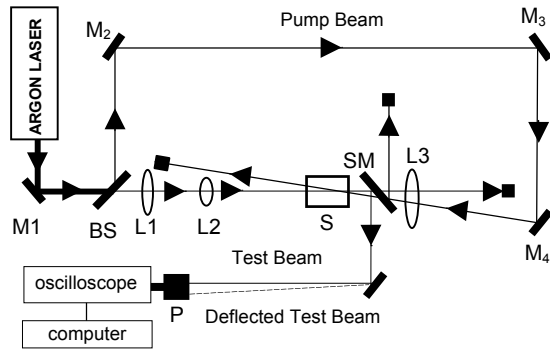 Pump Beam
M2
M3
ARGON LASER
SM
L3
M1
BS
L1
L2
S
M4
Test Beam
oscilloscope
P
Deflected Test Beam
computer